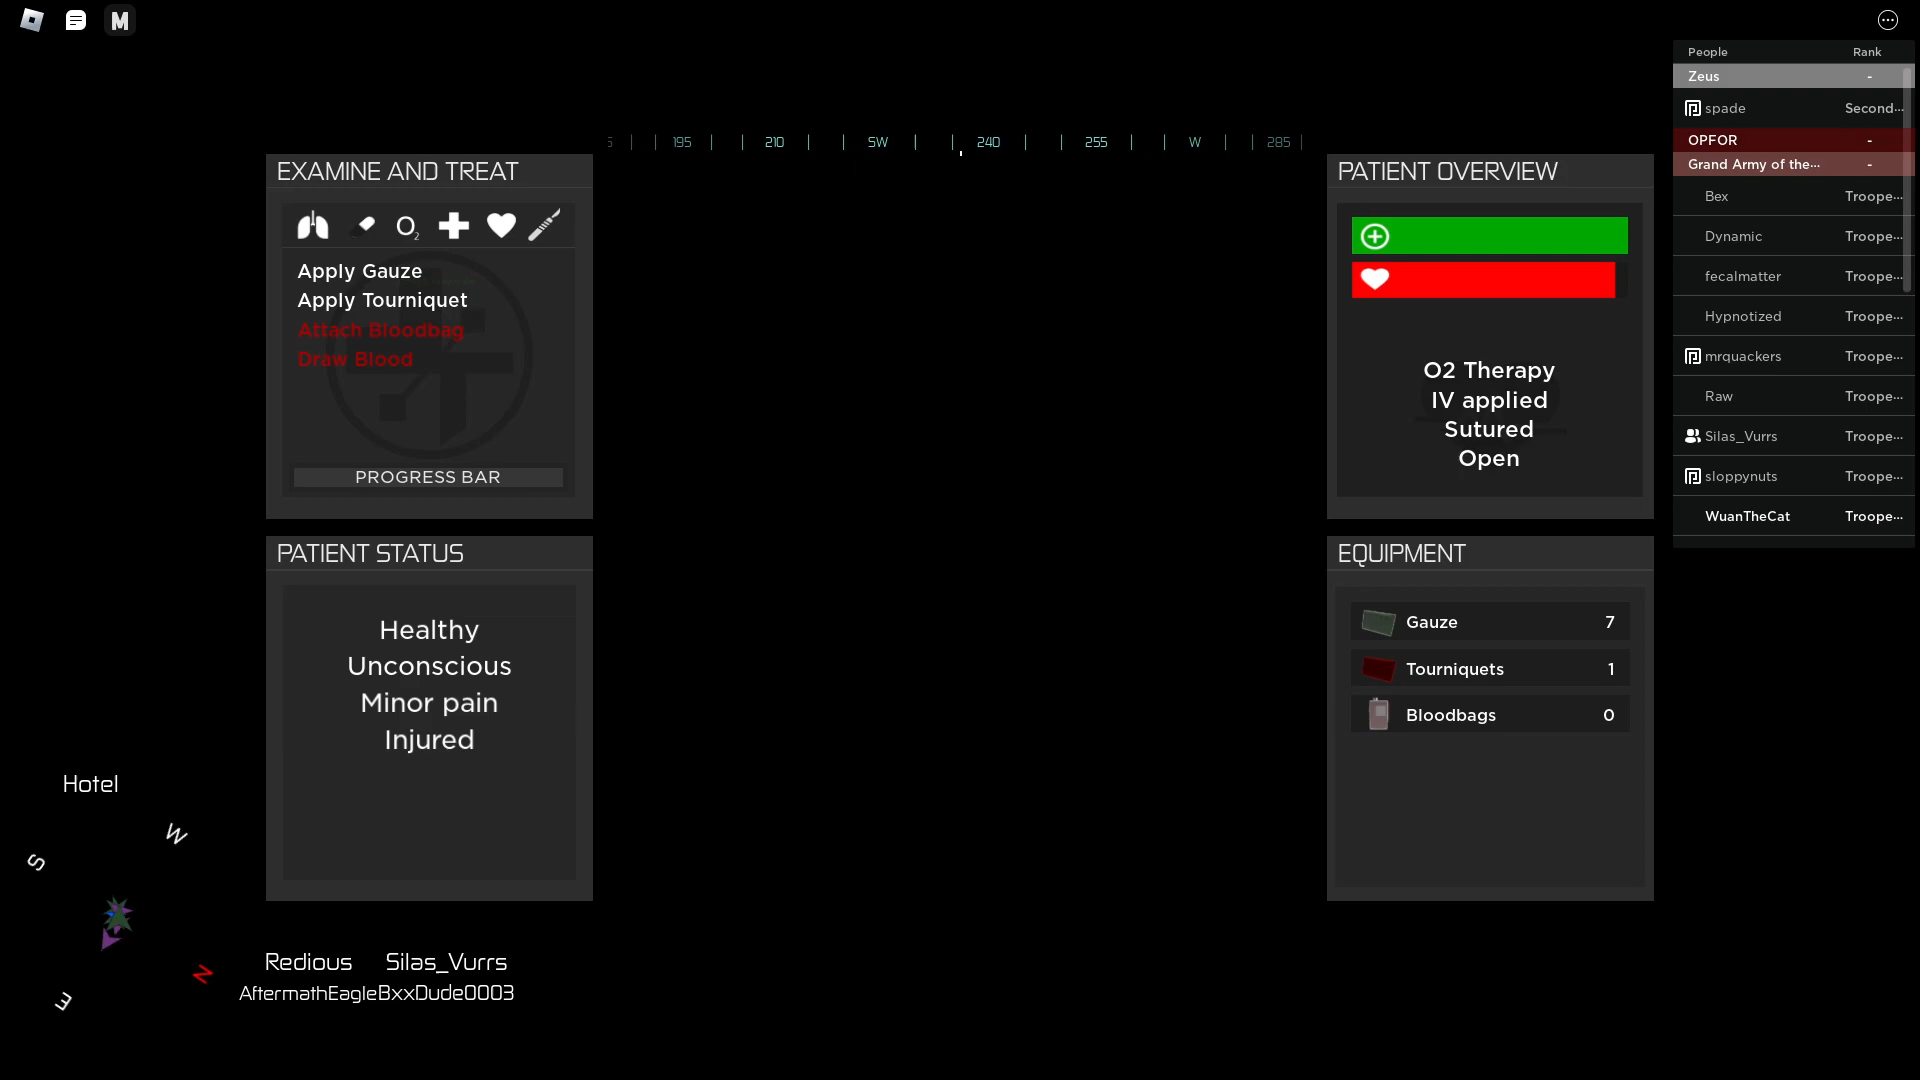 M
People Rank
Zeus -
spade Second...
OPFOR -
Grand Army of the... -
Bex Troope...
Dynamic Troope...
fecalmatter Troope...
Hypnotized Troope...
mrquackers Troope...
Raw Troope...
Silas_Vurrs Troope...
sloppynuts Troope...
WuanTheCat Troope...
195 210 SW 240 255 W 285
EXAMINE AND TREAT
O2
Apply Gauze
Apply Tourniquet
Attach Bloodbag
Draw Blood
PROGRESS BAR
PATIENT OVERVIEW
O2 Therapy
IV applied
Sutured
Open
PATIENT STATUS
Healthy
Unconscious
Minor pain
Injured
EQUIPMENT
Gauze 7
Tourniquets 1
Bloodbags 0
Hotel
W
S
N
E
Redious Silas_Vurrs
AftermathEagle BxxDude0003